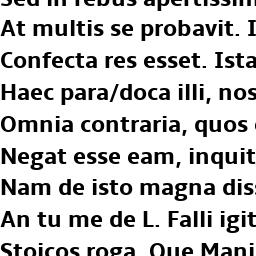 Sed in rebus apertissim
At multis se probavit. I
Confecta res esset. Ista
Haec para/doca illi, nos
Omnia contraria, quos
Negat esse eam, inquit
Nam de isto magna diss
An tu me de L. Falli igit
Stoicos roga. Que Mani